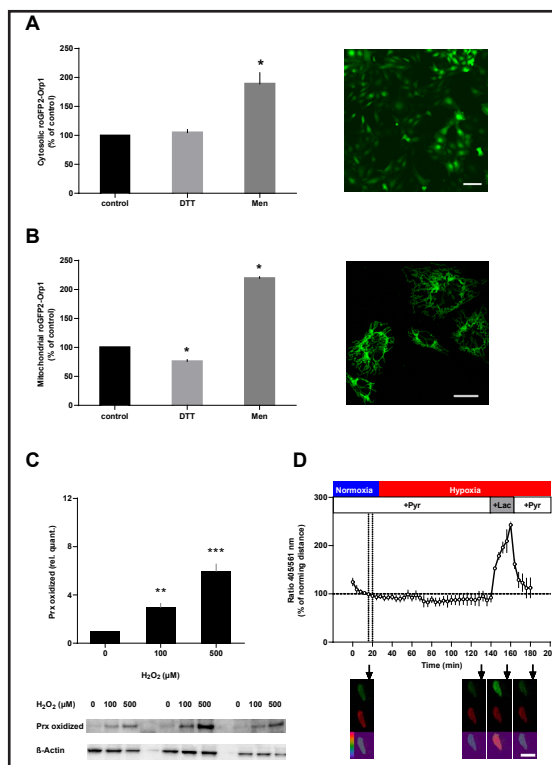 A
Cytosolic roGFP2-Orp1
(% of control)
250
200
150
100
50
0
*
control DTT Men
B
Mitochondrial roGFP2-Orp1
(% of control)
250
200
150
100
50
0
*
*
control DTT Men
C
Prx oxidized (rel. quant.)
12
9
6
3
0
**
***
0 100 500
H₂O₂ (µM)
H₂O₂ (µM) 0 100 500 0 100 500 0 100 500
Prx oxidized
ß-Actin
D
Normoxia Hypoxia
+Pyr +Lac +Pyr
Ratio 405/561 nm
(% of norming distance)
300
200
100
0
-20 0 20 40 60 80 100 120 140 160 180 200
Time (min)